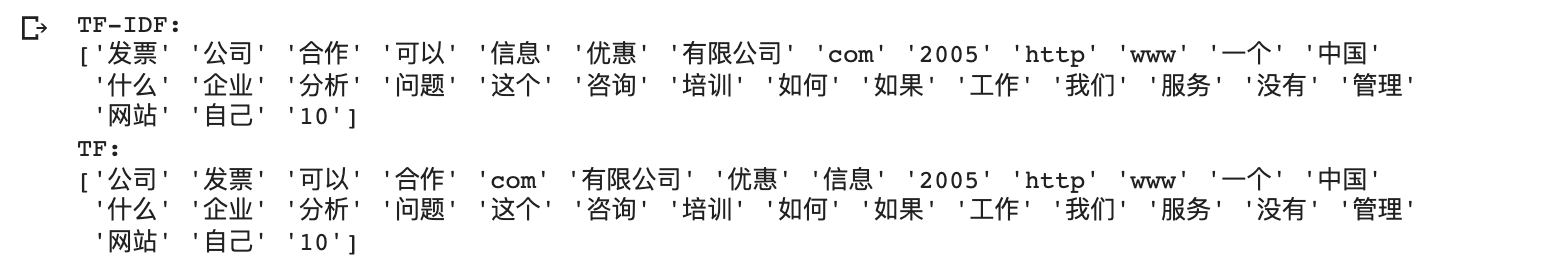 TF-IDF:
['发票' '公司' '合作' '可以' '信息' '优惠' '有限公司' 'com' '2005' 'http' 'www' '一个' '中国'
'什么' '企业' '分析' '问题' '这个' '咨询' '培训' '如何' '如果' '工作' '我们' '服务' '没有' '管理'
'网站' '自己' '10']
TF:
['公司' '发票' '可以' '合作' 'com' '有限公司' '优惠' '信息' '2005' 'http' 'www' '一个' '中国'
'什么' '企业' '分析' '问题' '这个' '咨询' '培训' '如何' '如果' '工作' '我们' '服务' '没有' '管理'
'网站' '自己' '10']